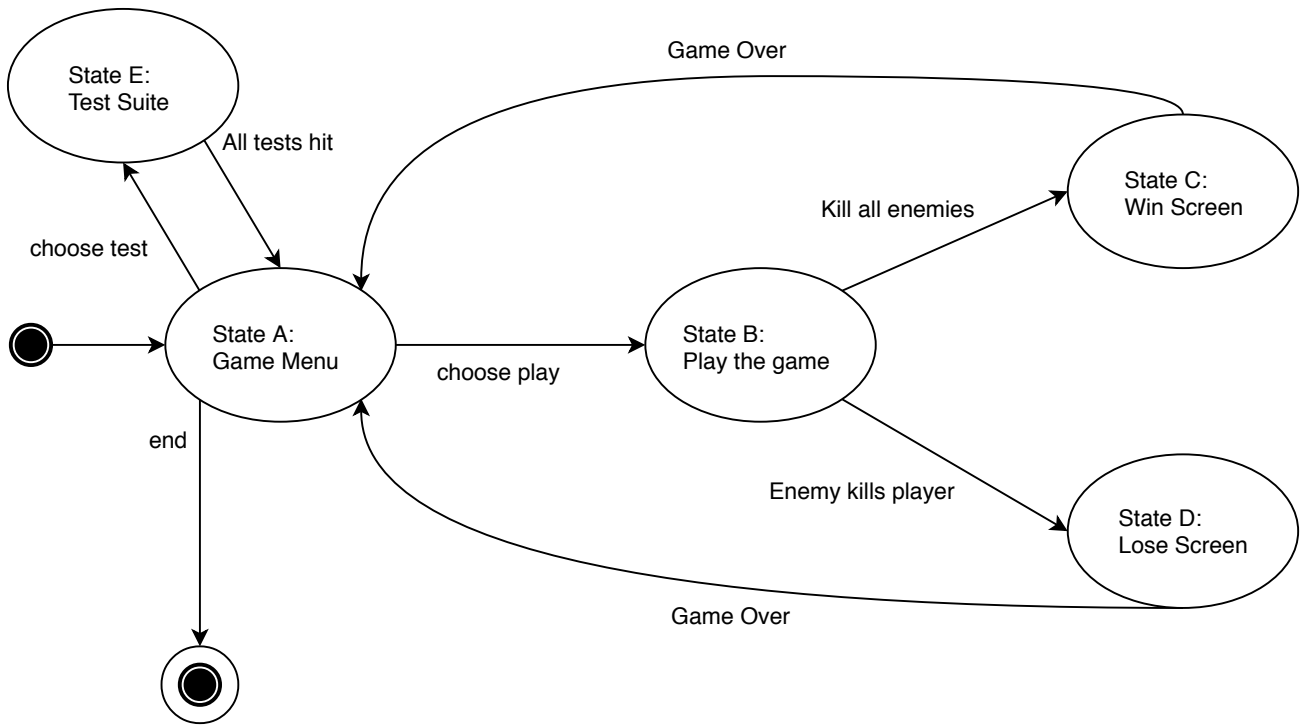 Game Over
State E:
Test Suite
All tests hit
State C:
Win Screen
Kill all enemies
choose test
State A:
Game Menu
State B:
Play the game
choose play
end
Enemy kills player
State D:
Lose Screen
Game Over